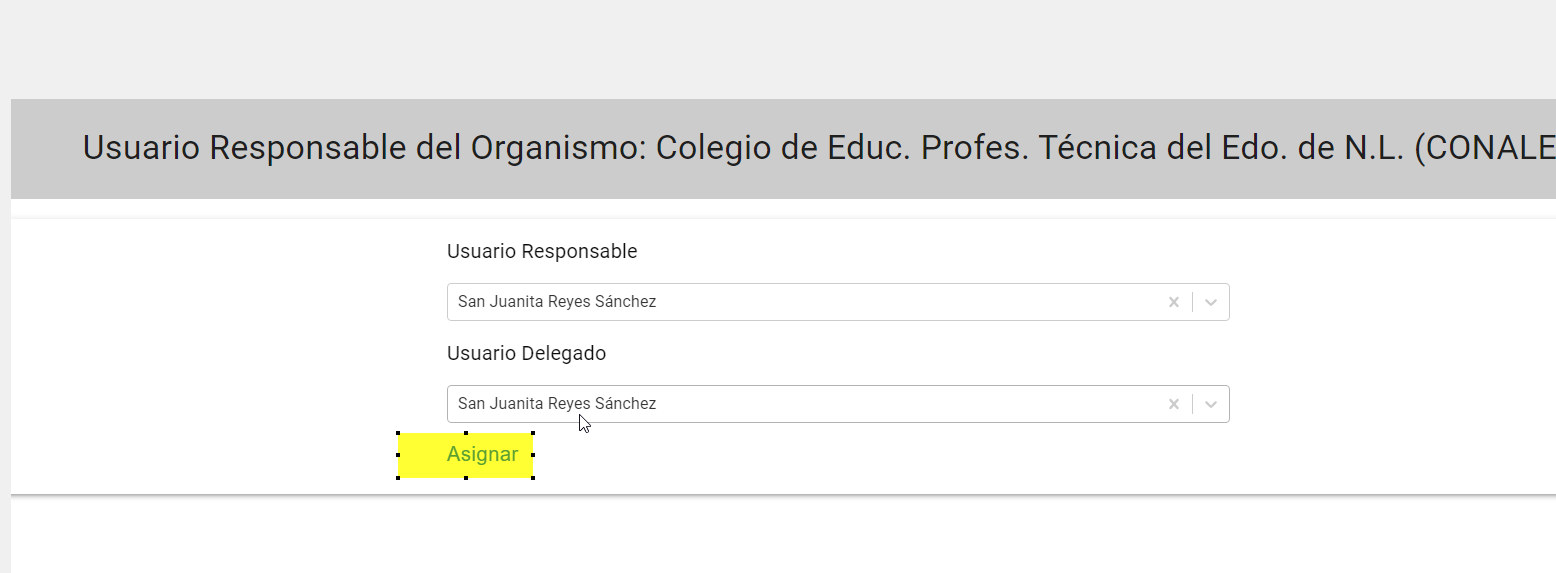 Usuario Responsable del Organismo: Colegio de Educ. Profes. Técnica del Edo. de N.L. (CONALE
Usuario Responsable
San Juanita Reyes Sánchez
Usuario Delegado
San Juanita Reyes Sánchez
Asignar